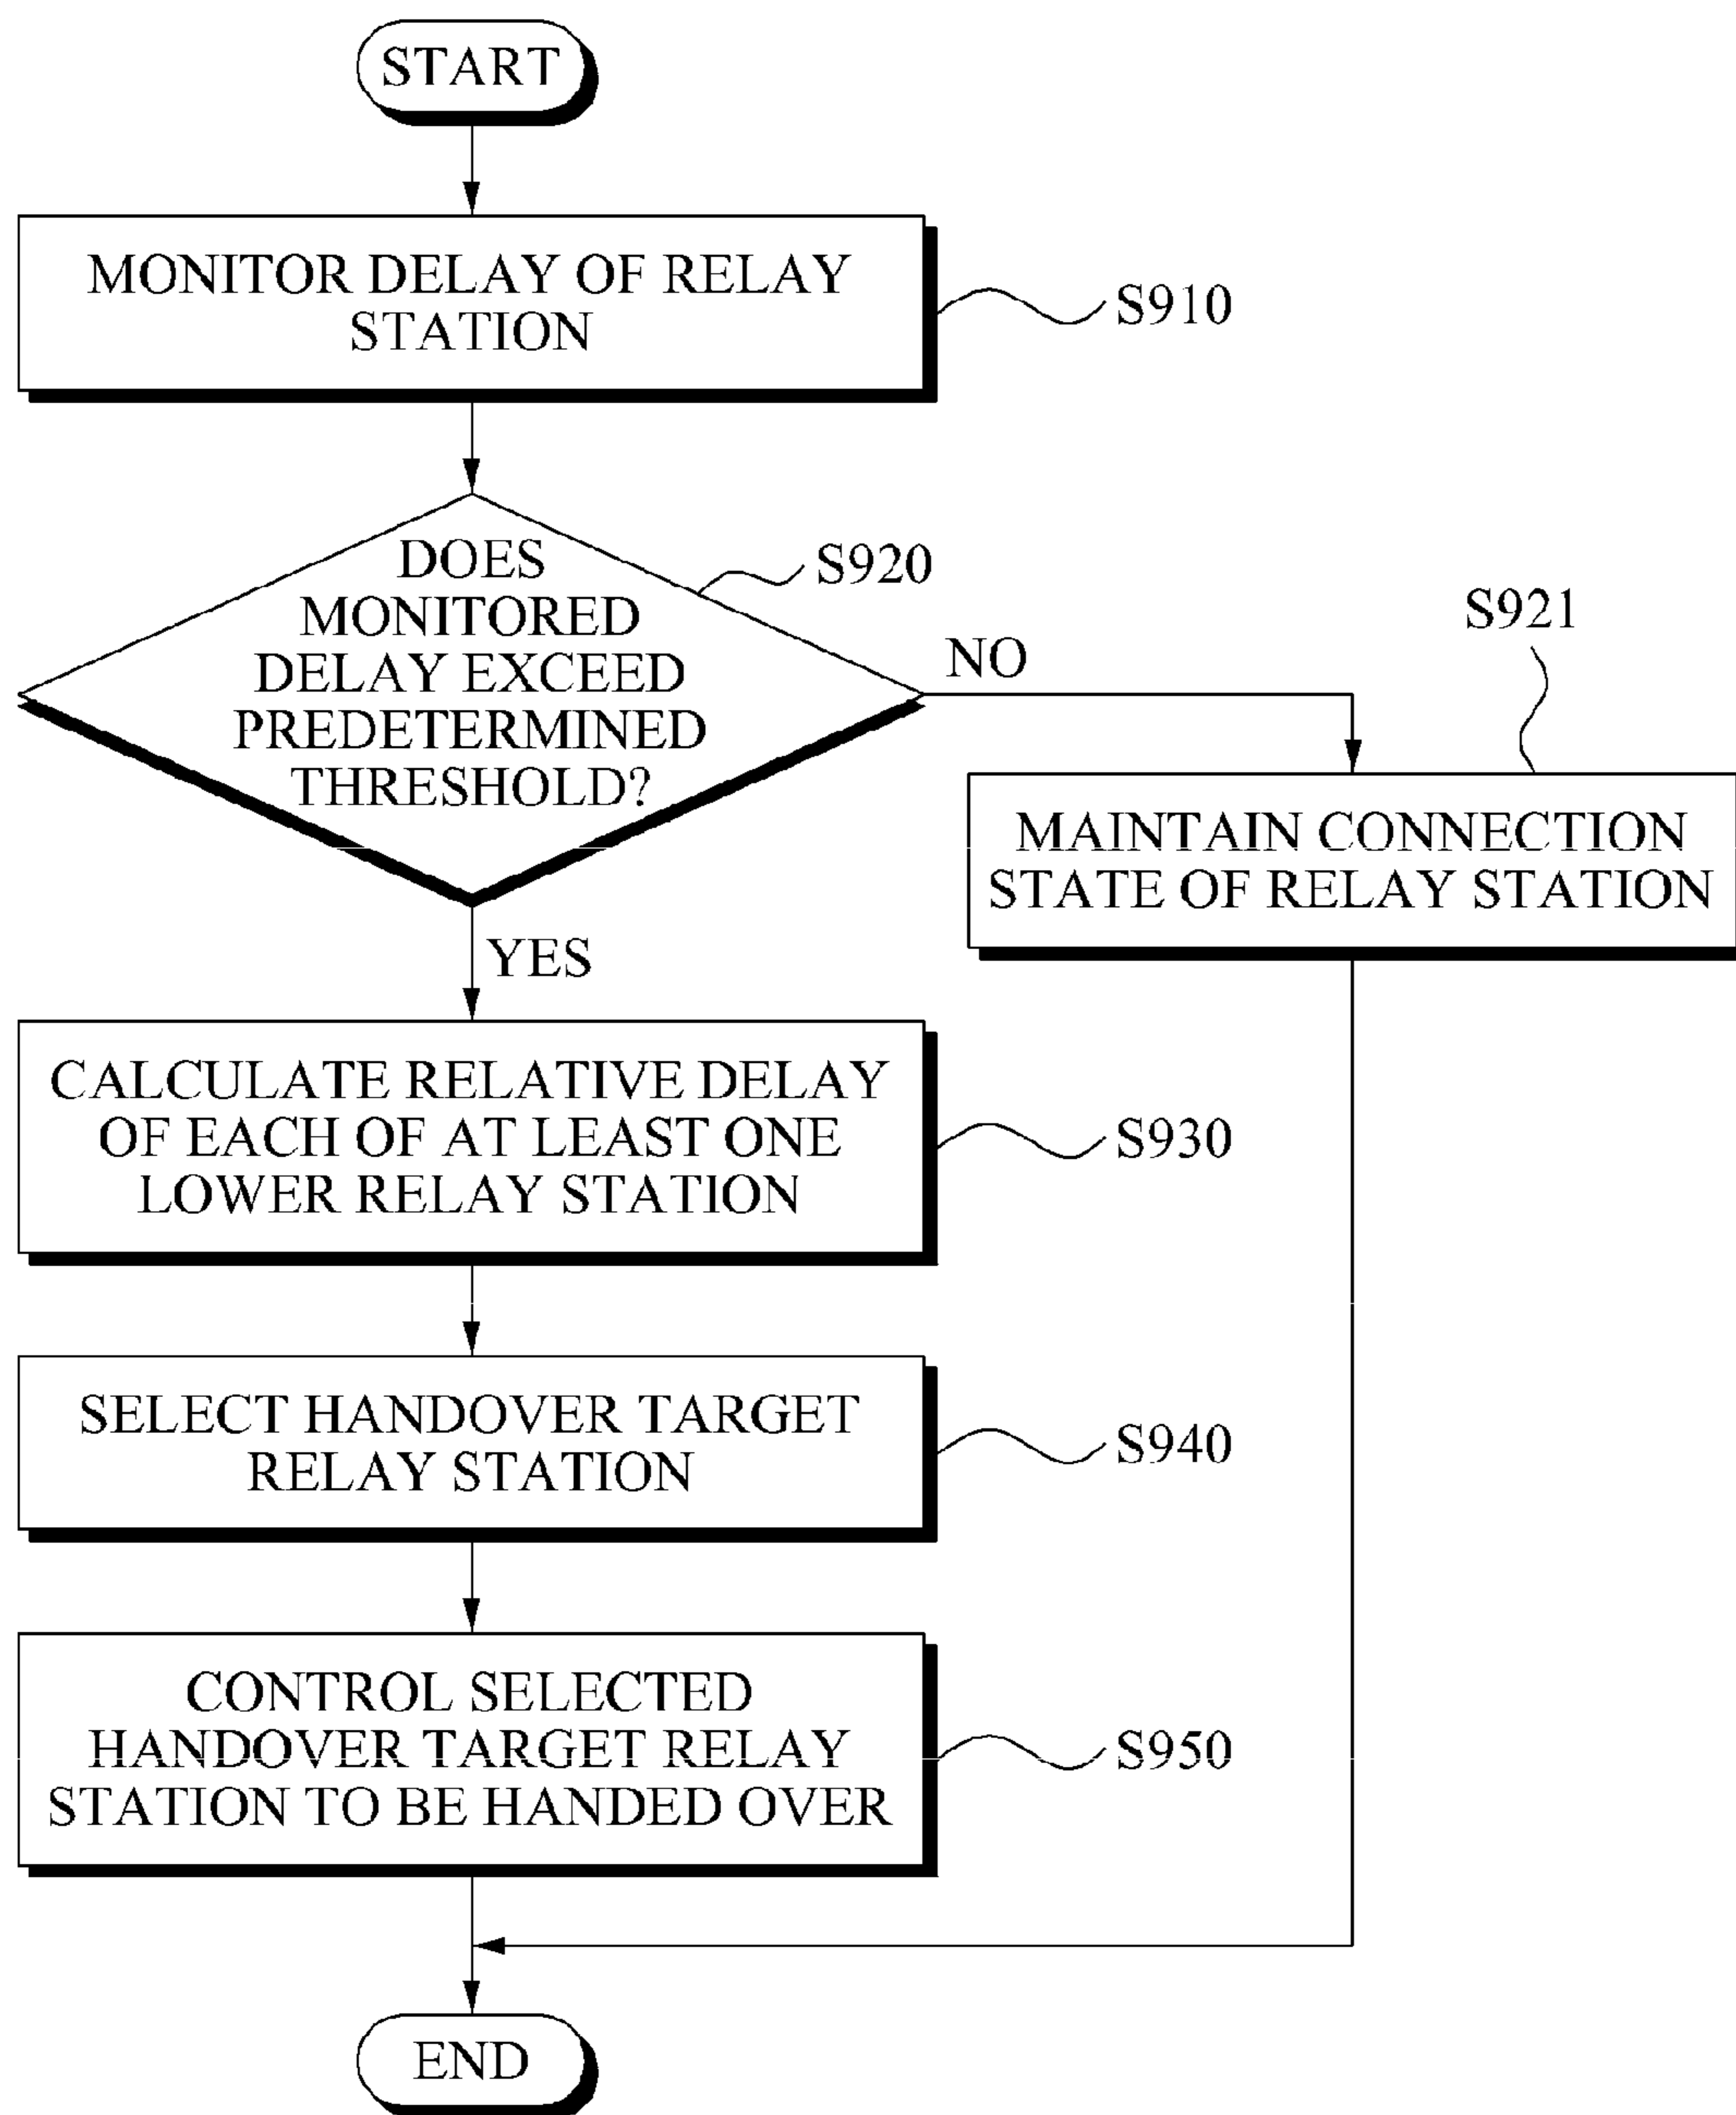 START
MONITOR DELAY OF RELAY
STATION
S910
DOES
MONITORED
DELAY EXCEED
PREDETERMINED
THRESHOLD?
S920
NO
S921
MAINTAIN CONNECTION
STATE OF RELAY STATION
YES
CALCULATE RELATIVE DELAY
OF EACH OF AT LEAST ONE
LOWER RELAY STATION
S930
SELECT HANDOVER TARGET
RELAY STATION
S940
CONTROL SELECTED
HANDOVER TARGET RELAY
STATION TO BE HANDED OVER
S950
END